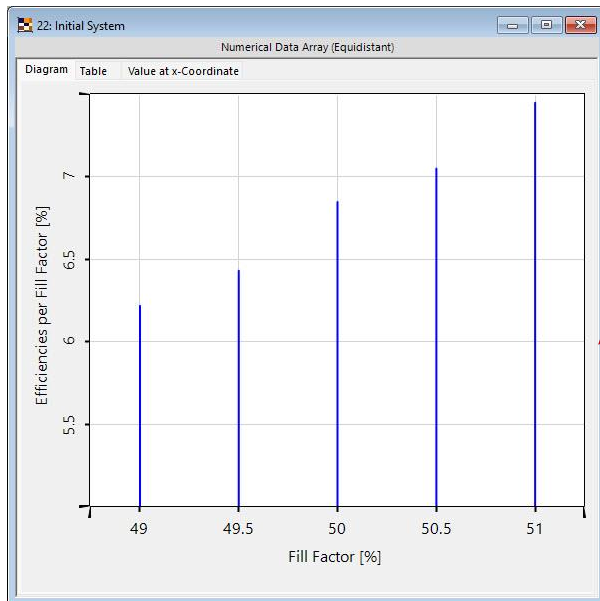 22: Initial System
Numerical Data Array (Equidistant)
Diagram Table Value at x-Coordinate
Efficiencies per Fill Factor [%]
7
6.5
6
5.5
49 49.5 50 50.5 51
Fill Factor [%]